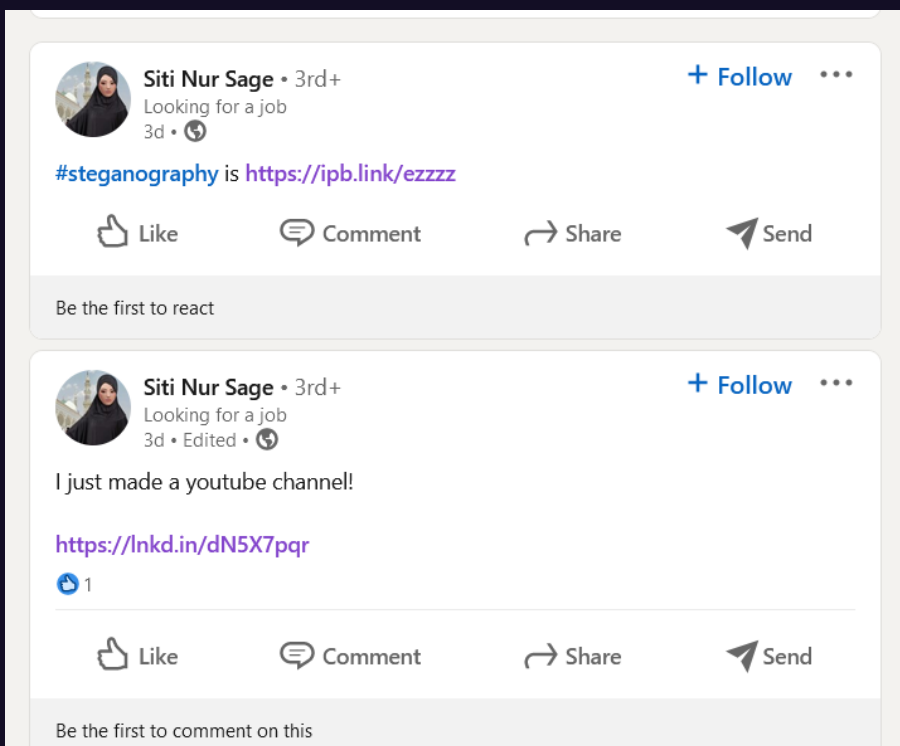 Siti Nur Sage • 3rd+
+ Follow
Looking for a job
3d •
#steganography is https://ipb.link/ezzzz
Like Comment Share Send
Be the first to react
Siti Nur Sage • 3rd+
+ Follow
Looking for a job
3d • Edited •
I just made a youtube channel!
https://lnkd.in/dN5X7pqr
1
Like Comment Share Send
Be the first to comment on this